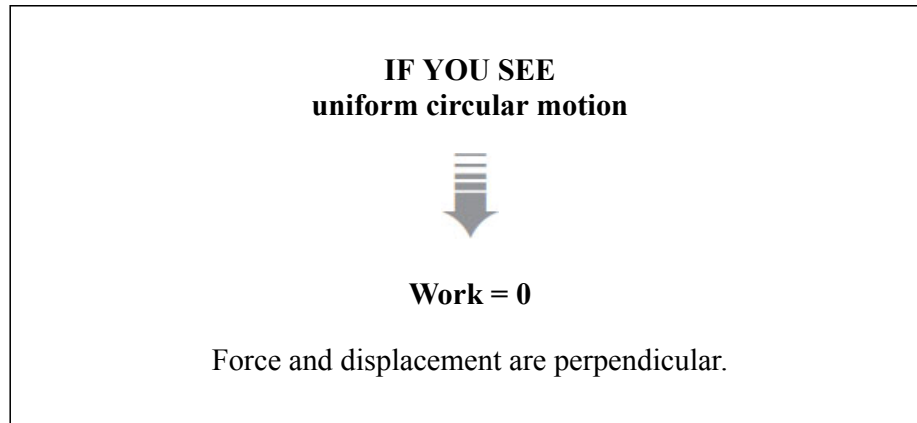 IF YOU SEE
uniform circular motion
Work = 0
Force and displacement are perpendicular.